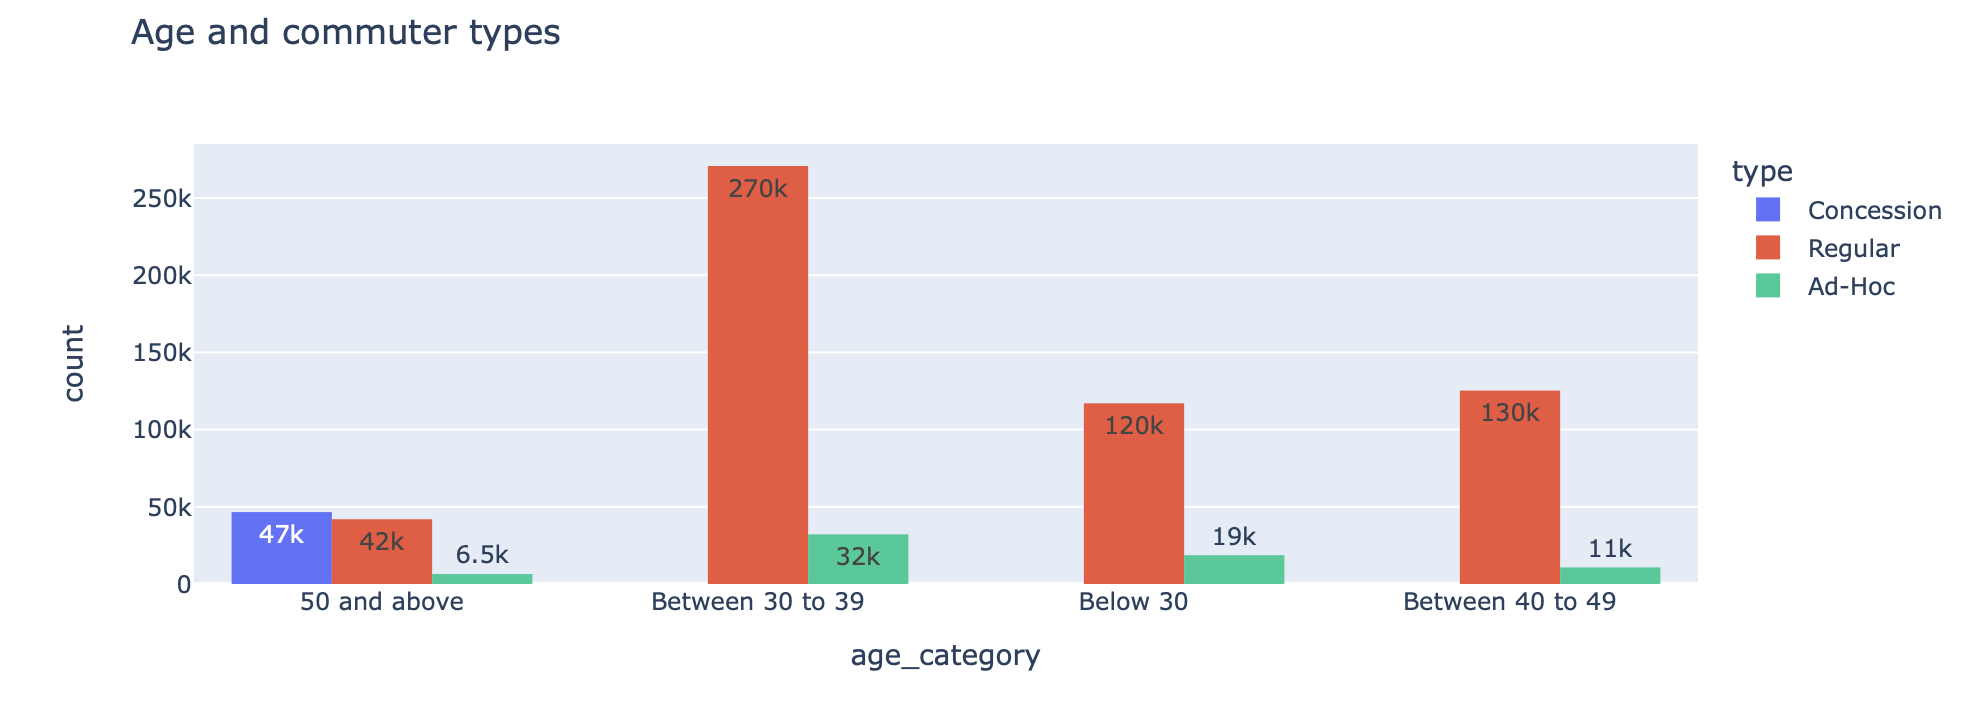 Age and commuter types
type
Concession
Regular
Ad-Hoc
250k
200k
150k
100k
50k
0
count
47k
42k
6.5k
270k
32k
120k
19k
130k
11k
50 and above
Between 30 to 39
Below 30
Between 40 to 49
age_category